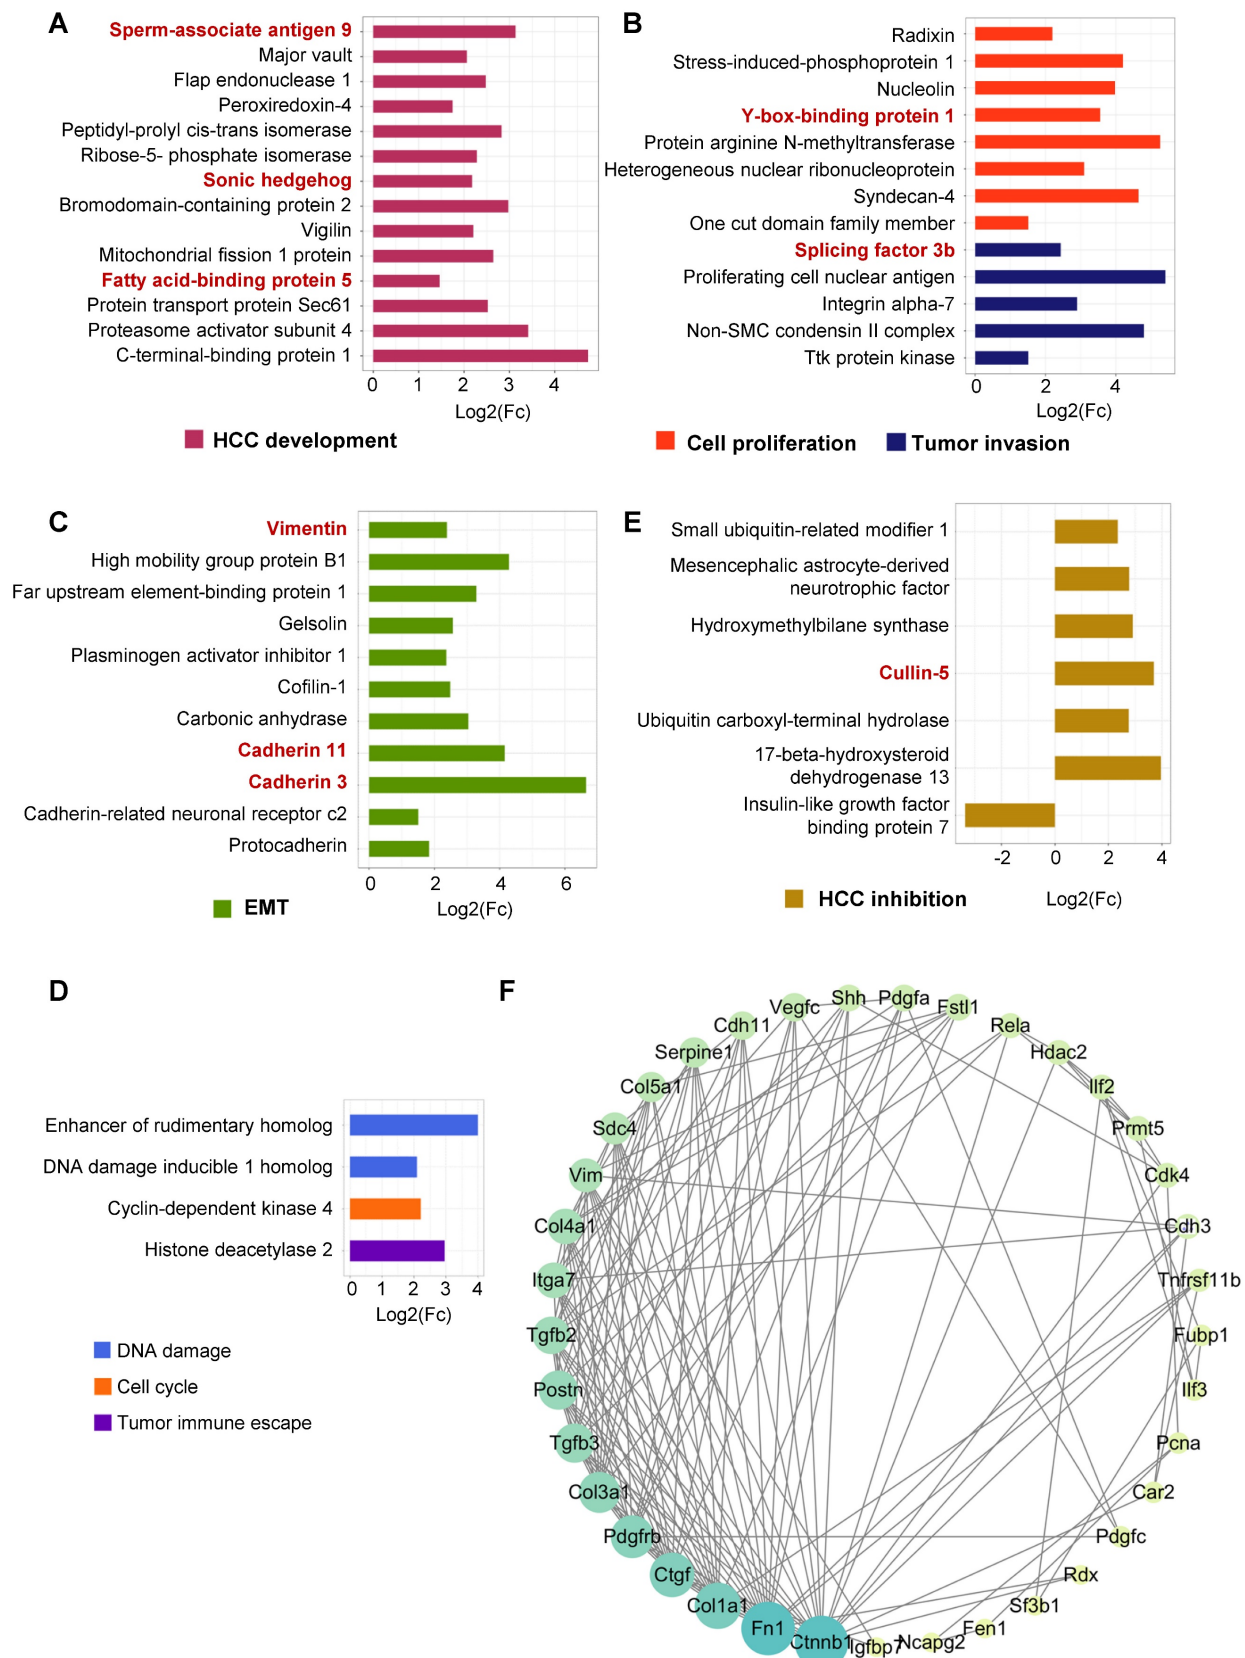 A
Sperm-associate antigen 9
Major vault
Flap endonuclease 1
Peroxiredoxin-4
Peptidyl-prolyl cis-trans isomerase
Ribose-5- phosphate isomerase
Sonic hedgehog
Bromodomain-containing protein 2
Vigilin
Mitochondrial fission 1 protein
Fatty acid-binding protein 5
Protein transport protein Sec61
Proteasome activator subunit 4
C-terminal-binding protein 1
0 1 2 3 4
Log2(Fc)
HCC development
B
Radixin
Stress-induced-phosphoprotein 1
Nucleolin
Y-box-binding protein 1
Protein arginine N-methyltransferase
Heterogeneous nuclear ribonucleoprotein
Syndecan-4
One cut domain family member
Splicing factor 3b
Proliferating cell nuclear antigen
Integrin alpha-7
Non-SMC condensin II complex
Ttk protein kinase
0 2 4
Log2(Fc)
Cell proliferation Tumor invasion
C
Vimentin
High mobility group protein B1
Far upstream element-binding protein 1
Gelsolin
Plasminogen activator inhibitor 1
Cofilin-1
Carbonic anhydrase
Cadherin 11
Cadherin 3
Cadherin-related neuronal receptor c2
Protocadherin
0 2 4 6
Log2(Fc)
EMT
E
Small ubiquitin-related modifier 1
Mesencephalic astrocyte-derived
neurotrophic factor
Hydroxymethylbilane synthase
Cullin-5
Ubiquitin carboxyl-terminal hydrolase
17-beta-hydroxysteroid
dehydrogenase 13
Insulin-like growth factor
binding protein 7
-2 0 2 4
HCC inhibition
Log2(Fc)
D
Enhancer of rudimentary homolog
DNA damage inducible 1 homolog
Cyclin-dependent kinase 4
Histone deacetylase 2
0 1 2 3 4
Log2(Fc)
DNA damage
Cell cycle
Tumor immune escape
F
Shh
Pdgfa
Fstl1
Rela
Hdac2
Ilf2
Prmt5
Cdk4
Cdh3
Tnfrsf11b
Fubp1
Ilf3
Pcna
Car2
Pdgfc
Rdx
Sf3b1
Fen1
Ncapg2
Igfbp7
Ctnnb1
Fn1
Col1a1
Ctgf
Pdgfrb
Col3a1
Tgfb3
Postn
Tgfb2
Itga7
Col4a1
Vim
Sdc4
Col5a1
Serpine1
Cdh11
Vegfc